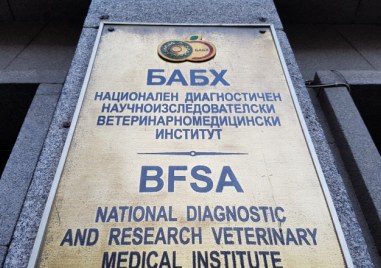 БАБХ
НАЦИОНАЛЕН ДИАГНОСТИЧЕН
НАУЧНОИЗСЛЕДОВАТЕЛСКИ
ВЕТЕРИНАРНОМЕДИЦИНСКИ
ИНСТИТУТ
BFSA
NATIONAL DIAGNOSTIC
AND RESEARCH VETERINARY
MEDICAL INSTITUTE